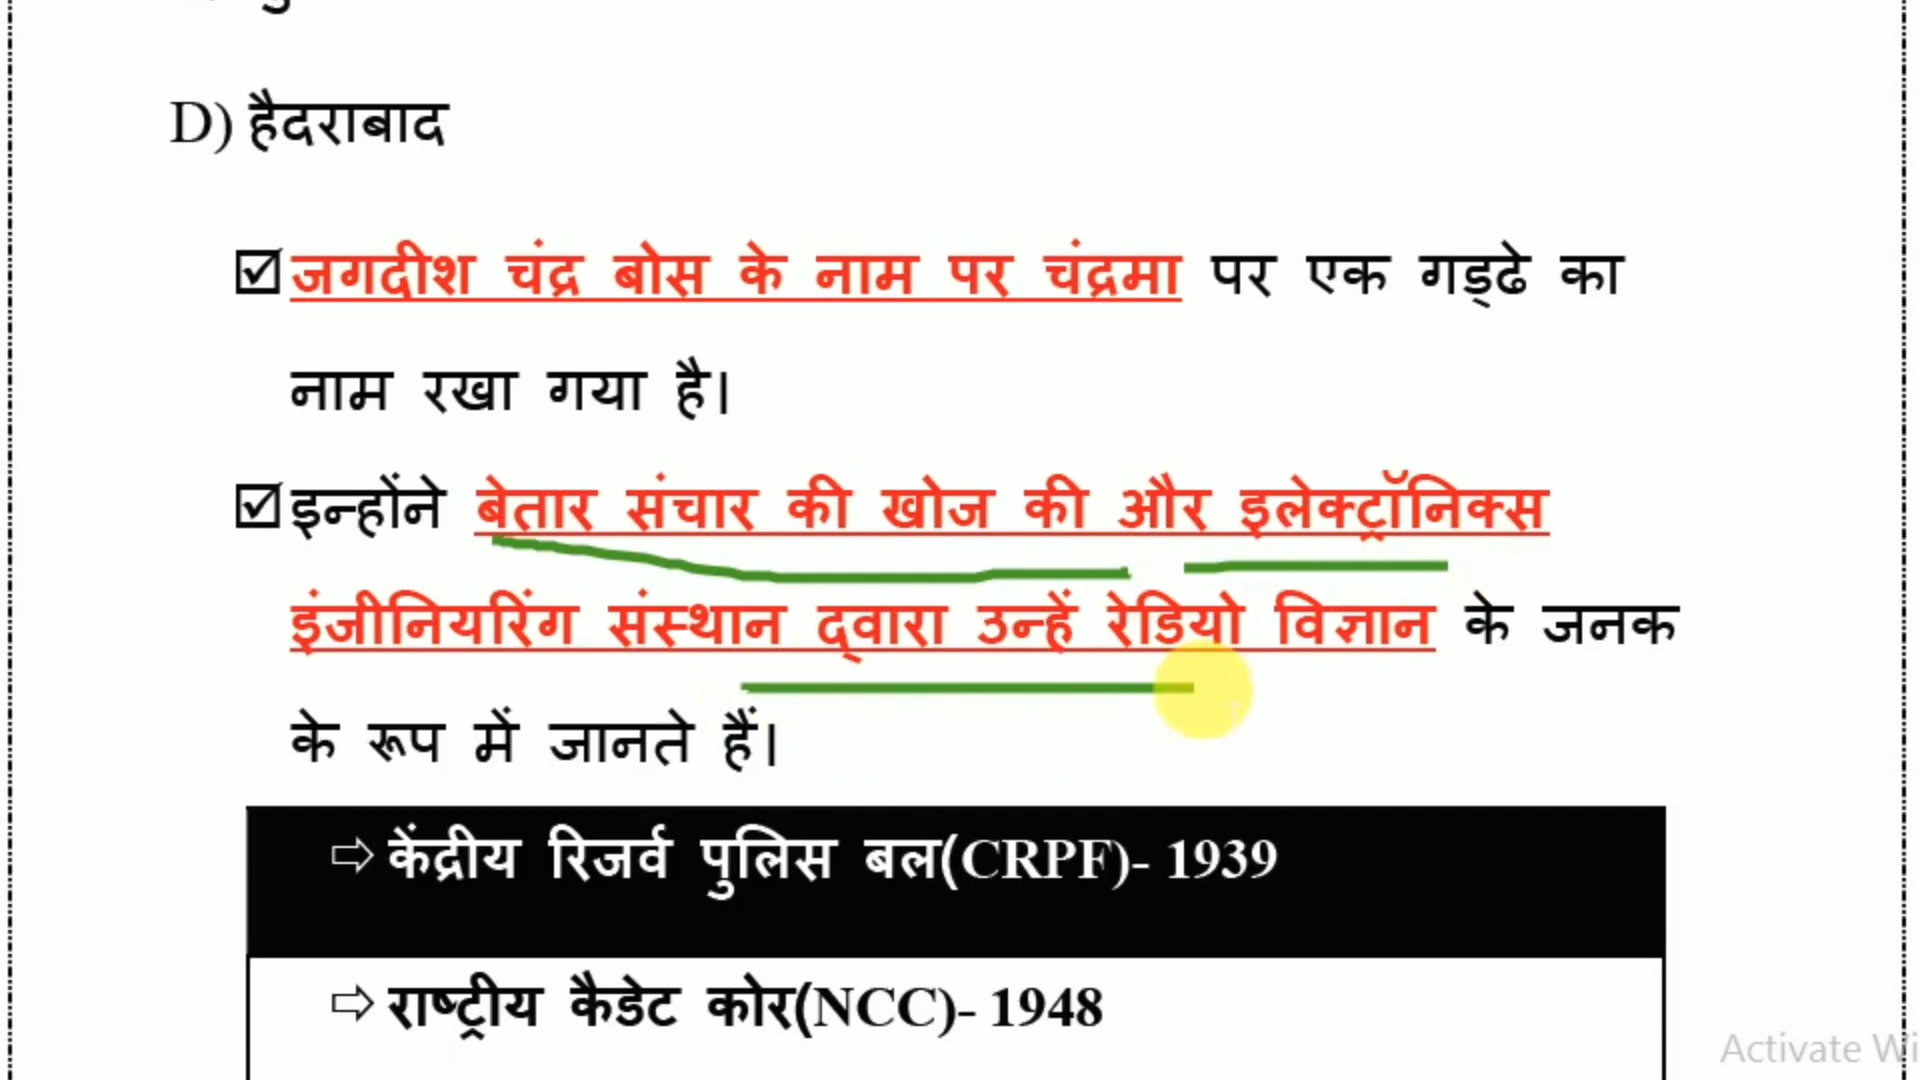 D) हैदराबाद
जगदीश चंद्र बोस के नाम पर चंद्रमा पर एक गड्ढे का
नाम रखा गया है।
इन्होंने बेतार संचार की खोज की और इलेक्ट्रॉनिक्स
इंजीनियरिंग संस्थान द्वारा उन्हें रेडियो विज्ञान के जनक
के रूप में जानते हैं।
⇨ केंद्रीय रिजर्व पुलिस बल(CRPF)- 1939
⇨ राष्ट्रीय कैडेट कोर(NCC)- 1948
Activate Wi